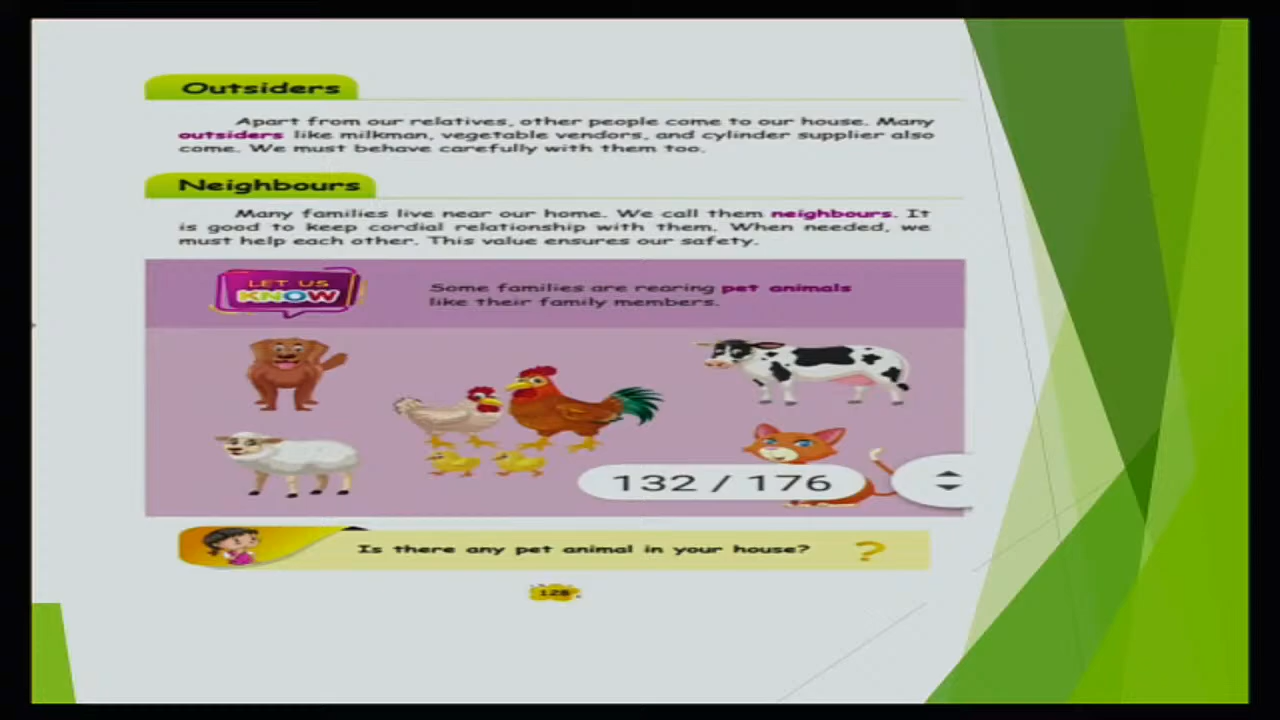 Outsiders
Apart from our relatives, other people come to our house. Many
outsiders like milkman, vegetable vendors, and cylinder supplier also
come. We must behave carefully with them too.
Neighbours
Many families live near our home. We call them neighbours. It
is good to keep cordial relationship with them. When needed, we
must help each other. This value ensures our safety.
LET US
KNOW
Some families are rearing pet animals
like their family members.
132 / 176
Is there any pet animal in your house?
?
128